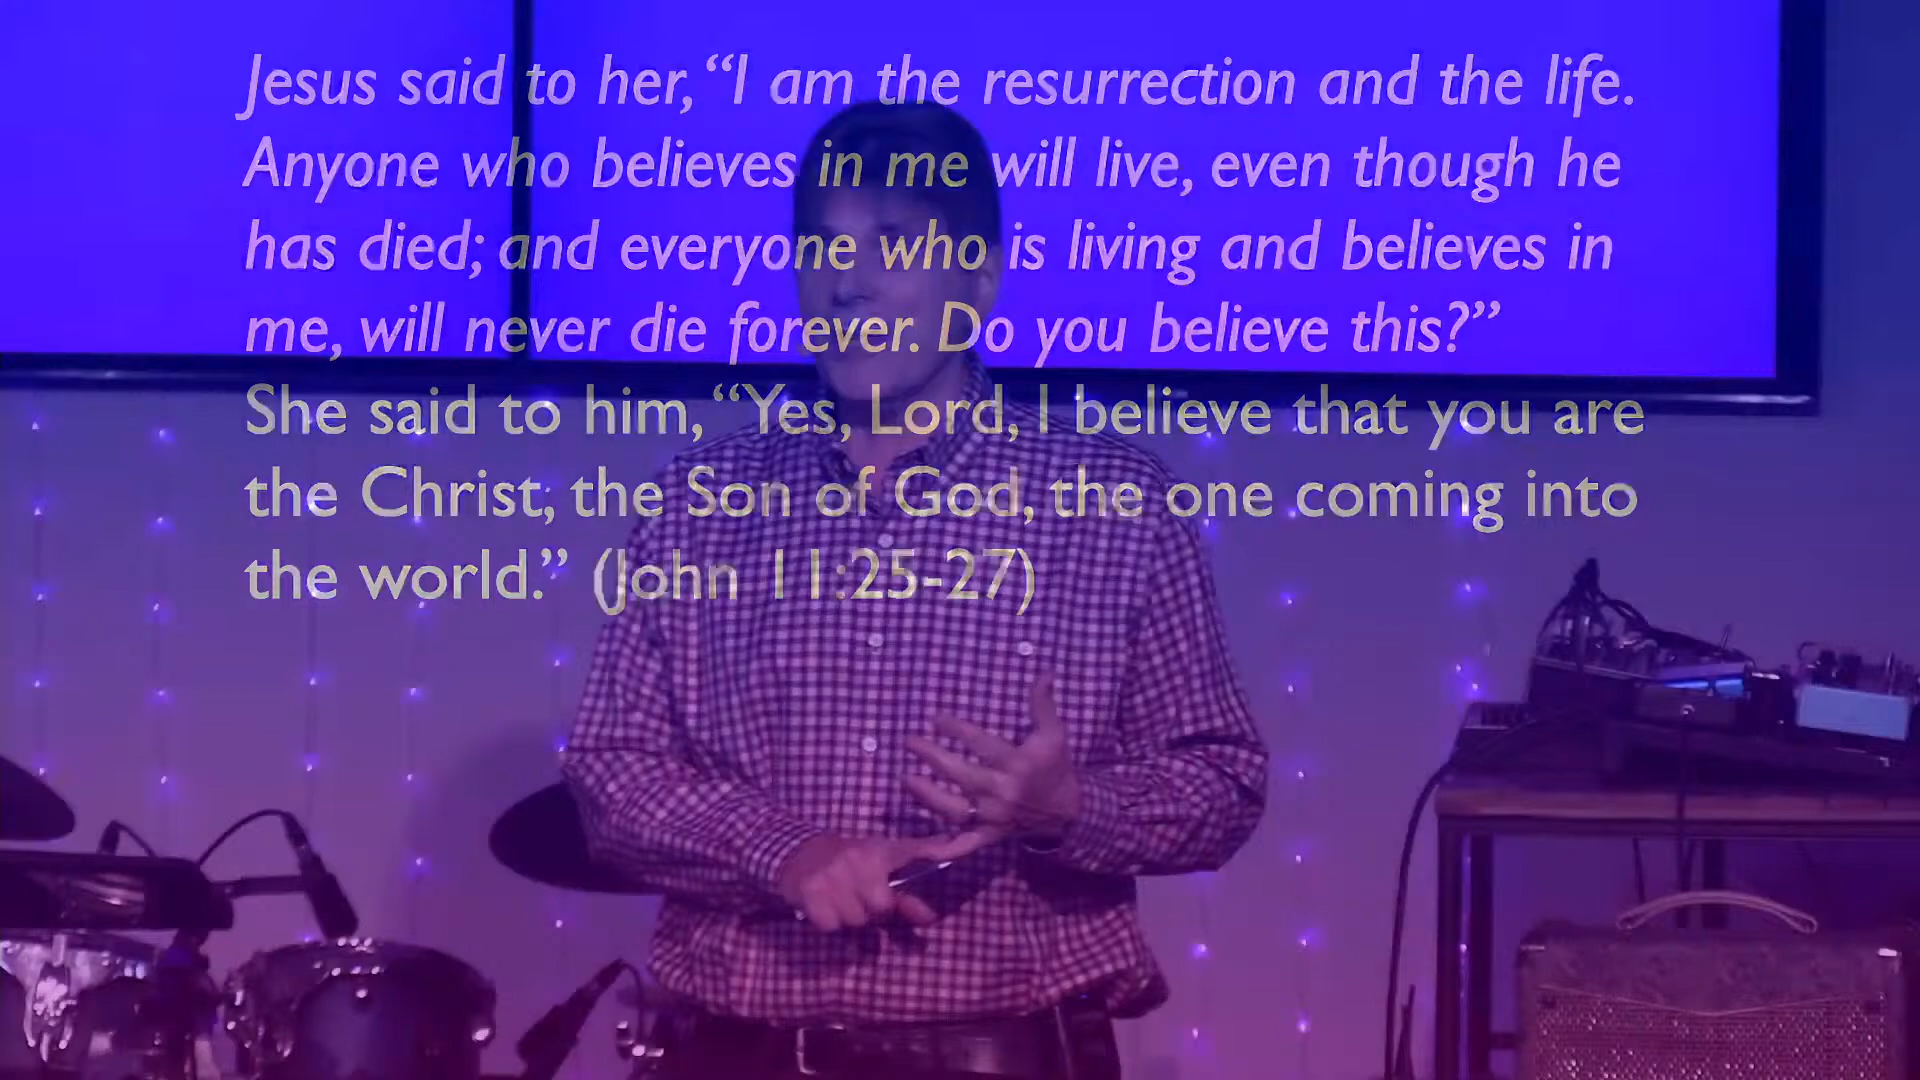 Jesus said to her, “I am the resurrection and the life.
Anyone who believes in me will live, even though he
has died; and everyone who is living and believes in
me, will never die forever. Do you believe this?”
She said to him, “Yes, Lord, I believe that you are
the Christ, the Son of God, the one coming into
the world.” (John 11:25-27)